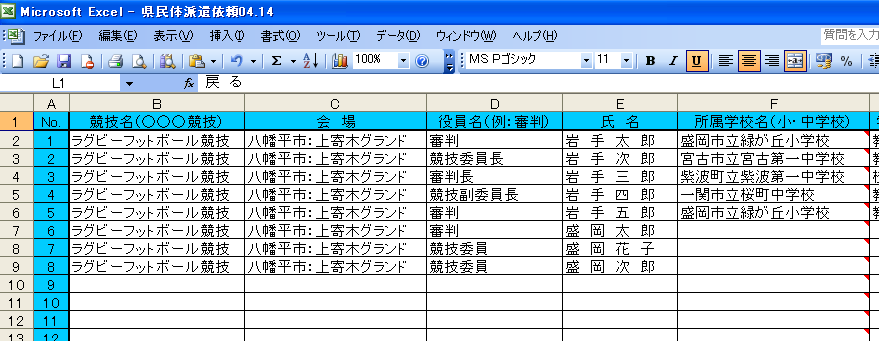 Microsoft Excel - 県民体派遣依頼04.14
ファイル(F) 編集(E) 表示(V) 挿入(I) 書式(O) ツール(T) データ(D) ウィンドウ(W) ヘルプ(H) 質問を入力
100% MS Pゴシック 11 B I U %
L1 fx 戻 る
A B C D E F
1 No. 競技名(○○○競技) 会 場 役員名(例:審判) 氏 名 所属学校名(小・中学校)
2 1 ラグビーフットボール競技 八幡平市:上寄木グランド 審判 岩 手 太 郎 盛岡市立緑が丘小学校
3 2 ラグビーフットボール競技 八幡平市:上寄木グランド 競技委員長 岩 手 次 郎 宮古市立宮古第一中学校
4 3 ラグビーフットボール競技 八幡平市:上寄木グランド 審判長 岩 手 三 郎 紫波町立紫波第一中学校
5 4 ラグビーフットボール競技 八幡平市:上寄木グランド 競技副委員長 岩 手 四 郎 一関市立桜町中学校
6 5 ラグビーフットボール競技 八幡平市:上寄木グランド 審判 岩 手 五 郎 盛岡市立緑が丘小学校
7 6 ラグビーフットボール競技 八幡平市:上寄木グランド 審判 盛 岡 太 郎
8 7 ラグビーフットボール競技 八幡平市:上寄木グランド 競技委員 盛 岡 花 子
9 8 ラグビーフットボール競技 八幡平市:上寄木グランド 競技委員 盛 岡 次 郎
10 9
11 10
12 11
13 12